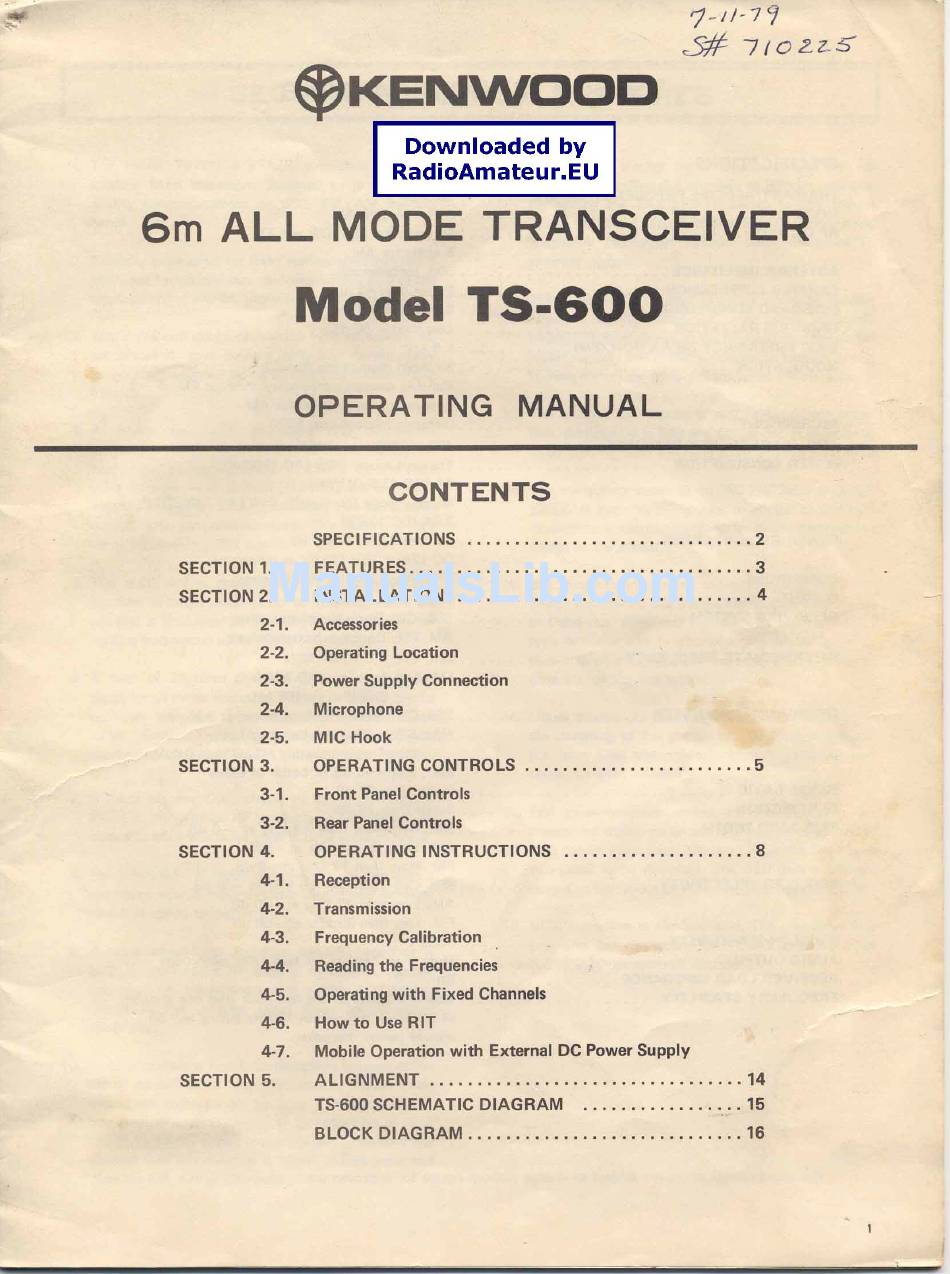 7-11-79
S# 710225
KENWOOD
Downloaded by
RadioAmateur.EU
6m ALL MODE TRANSCEIVER
Model TS-600
OPERATING MANUAL
CONTENTS
SPECIFICATIONS .............................. 2
SECTION 1. FEATURES.................................... 3
ManualsLib.com
SECTION 2. INSTALLATION ................................ 4
2-1. Accessories
2-2. Operating Location
2-3. Power Supply Connection
2-4. Microphone
2-5. MIC Hook
SECTION 3. OPERATING CONTROLS ........................ 5
3-1. Front Panel Controls
3-2. Rear Panel Controls
SECTION 4. OPERATING INSTRUCTIONS .................... 8
4-1. Reception
4-2. Transmission
4-3. Frequency Calibration
4-4. Reading the Frequencies
4-5. Operating with Fixed Channels
4-6. How to Use RIT
4-7. Mobile Operation with External DC Power Supply
SECTION 5. ALIGNMENT ................................. 14
TS-600 SCHEMATIC DIAGRAM ................. 15
BLOCK DIAGRAM............................. 16
1